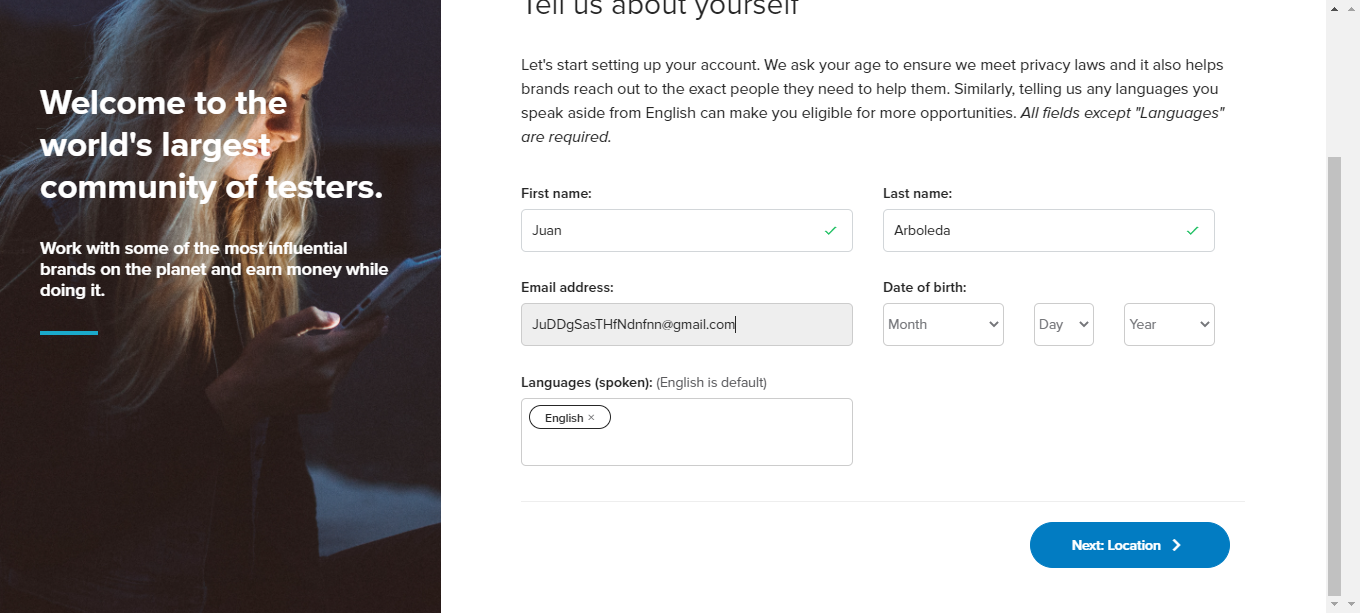 Tell us about yourself
Welcome to the
world's largest
community of testers.
Work with some of the most influential
brands on the planet and earn money while
doing it.
Let's start setting up your account. We ask your age to ensure we meet privacy laws and it also helps
brands reach out to the exact people they need to help them. Similarly, telling us any languages you
speak aside from English can make you eligible for more opportunities. All fields except "Languages"
are required.
First name:
Last name:
Juan
Arboleda
Email address:
Date of birth:
JuDDgSasTHfNdnfnn@gmail.com
Month
Day
Year
Languages (spoken): (English is default)
English ×
Next: Location